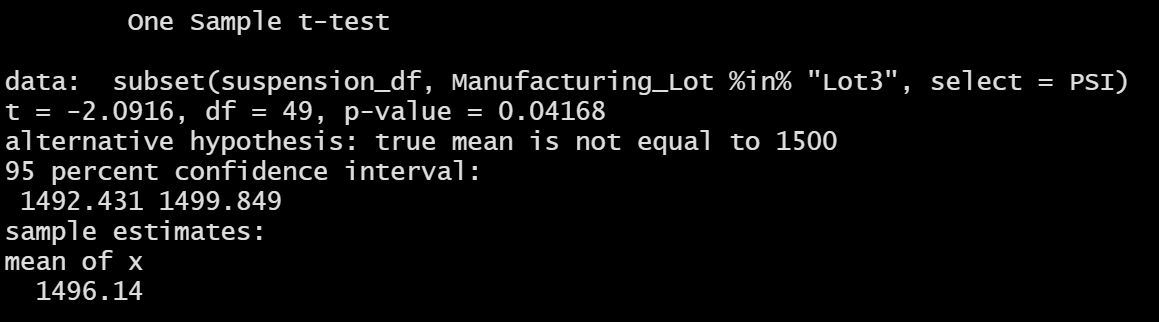 One Sample t-test
data:  subset(suspension_df, Manufacturing_Lot %in% "Lot3", select = PSI)
t = -2.0916, df = 49, p-value = 0.04168
alternative hypothesis: true mean is not equal to 1500
95 percent confidence interval:
1492.431 1499.849
sample estimates:
mean of x
1496.14